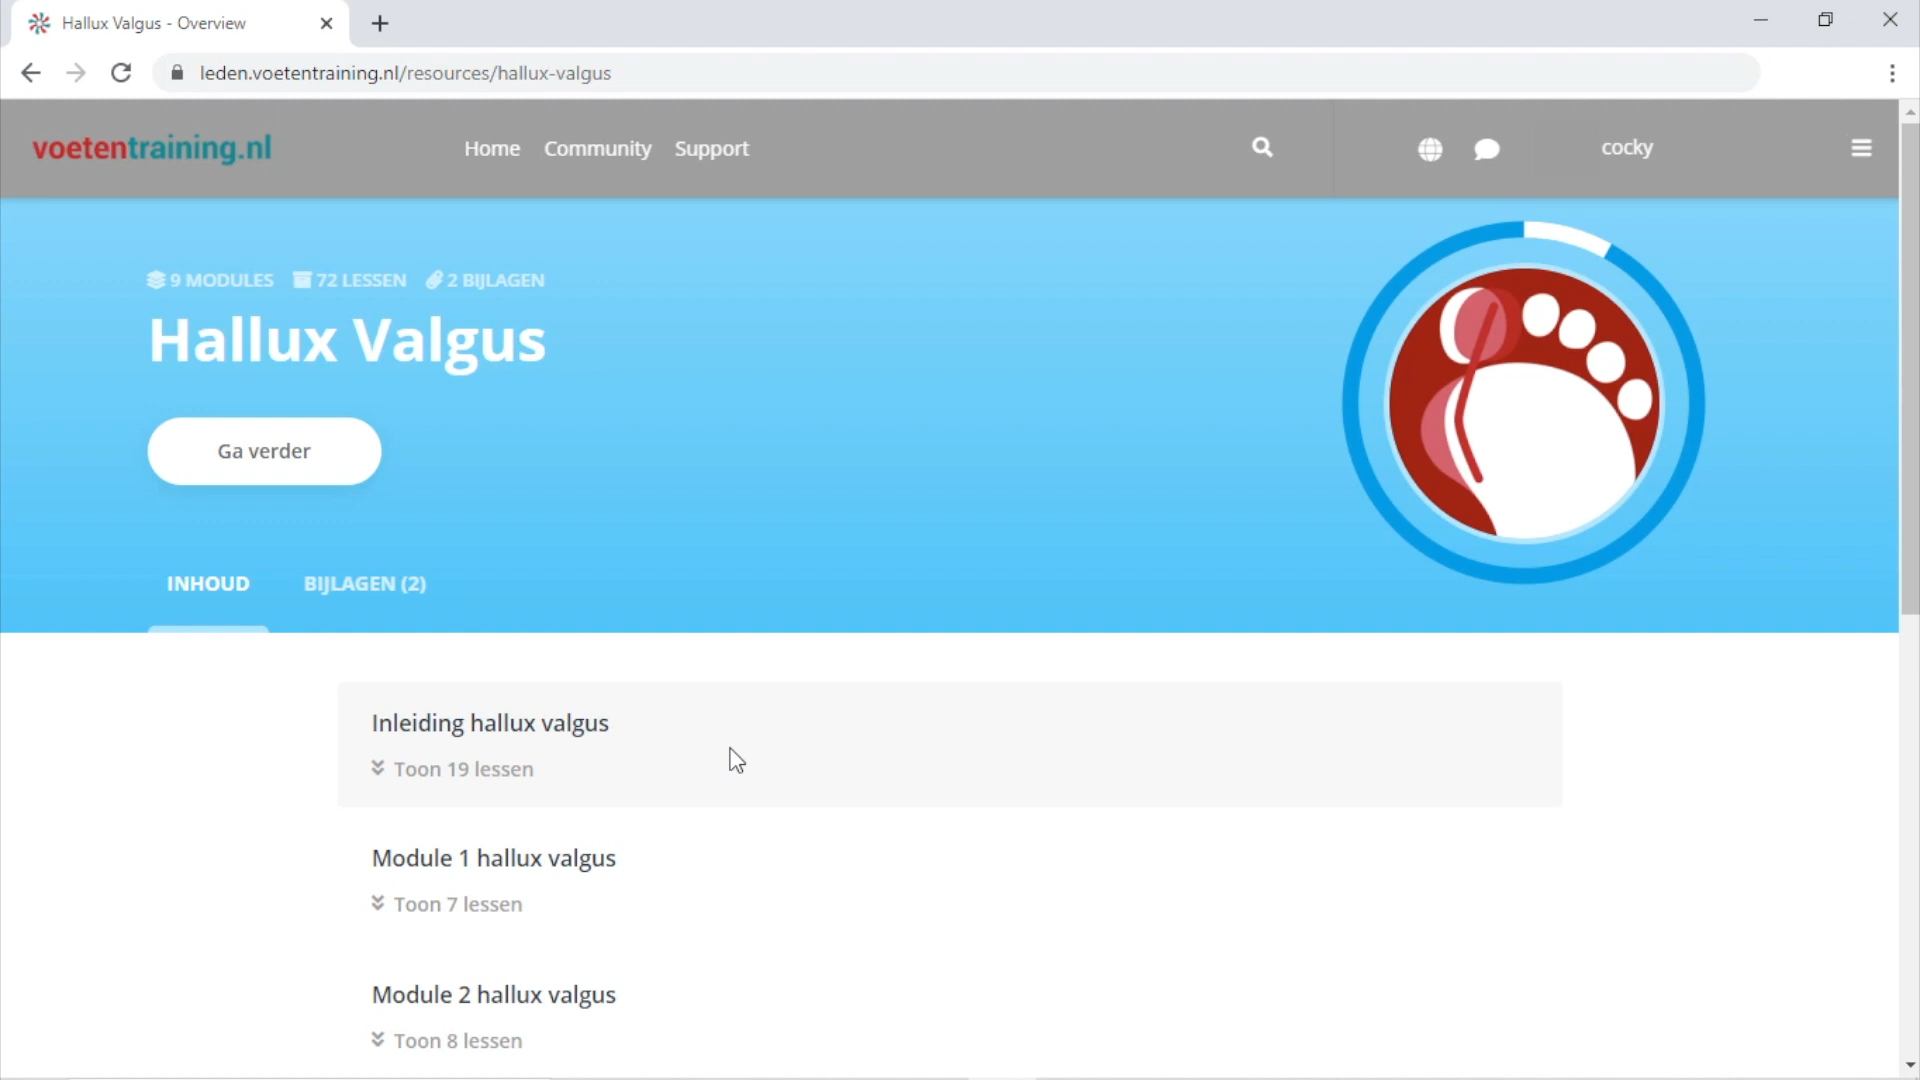 Hallux Valgus - Overview
leden.voetentraining.nl/resources/hallux-valgus
voetentraining.nl Home Community Support cocky
9 MODULES 72 LESSEN 2 BIJLAGEN
Hallux Valgus
Ga verder
INHOUD BIJLAGEN (2)
Inleiding hallux valgus
Toon 19 lessen
Module 1 hallux valgus
Toon 7 lessen
Module 2 hallux valgus
Toon 8 lessen